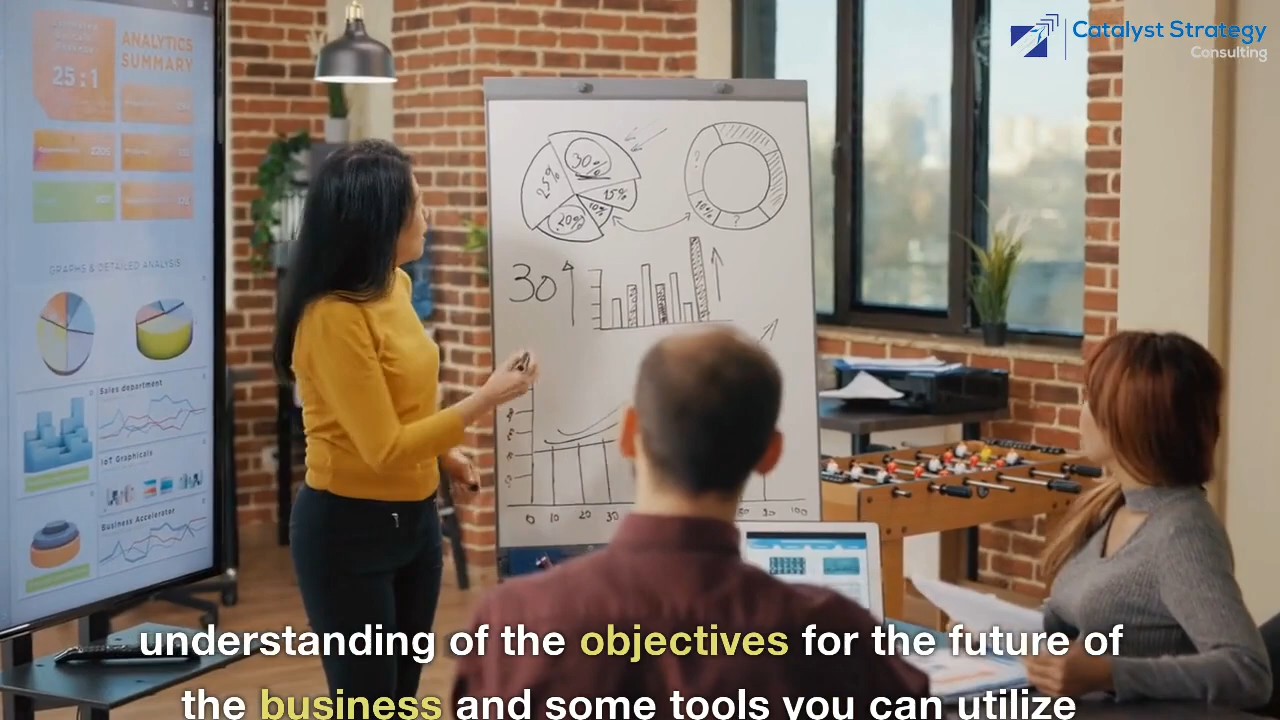 Catalyst Strategy
Consulting
ANALYTICS
SUMMARY
25:1
GRAPHS & DETAILED ANALYSIS
Sales department
IoT Graphicals
Business Accelerator
30%
25%
15%
10%
20%
10%
?
?
30
0 10 20 30
100
understanding of the objectives for the future of
the business and some tools you can utilize